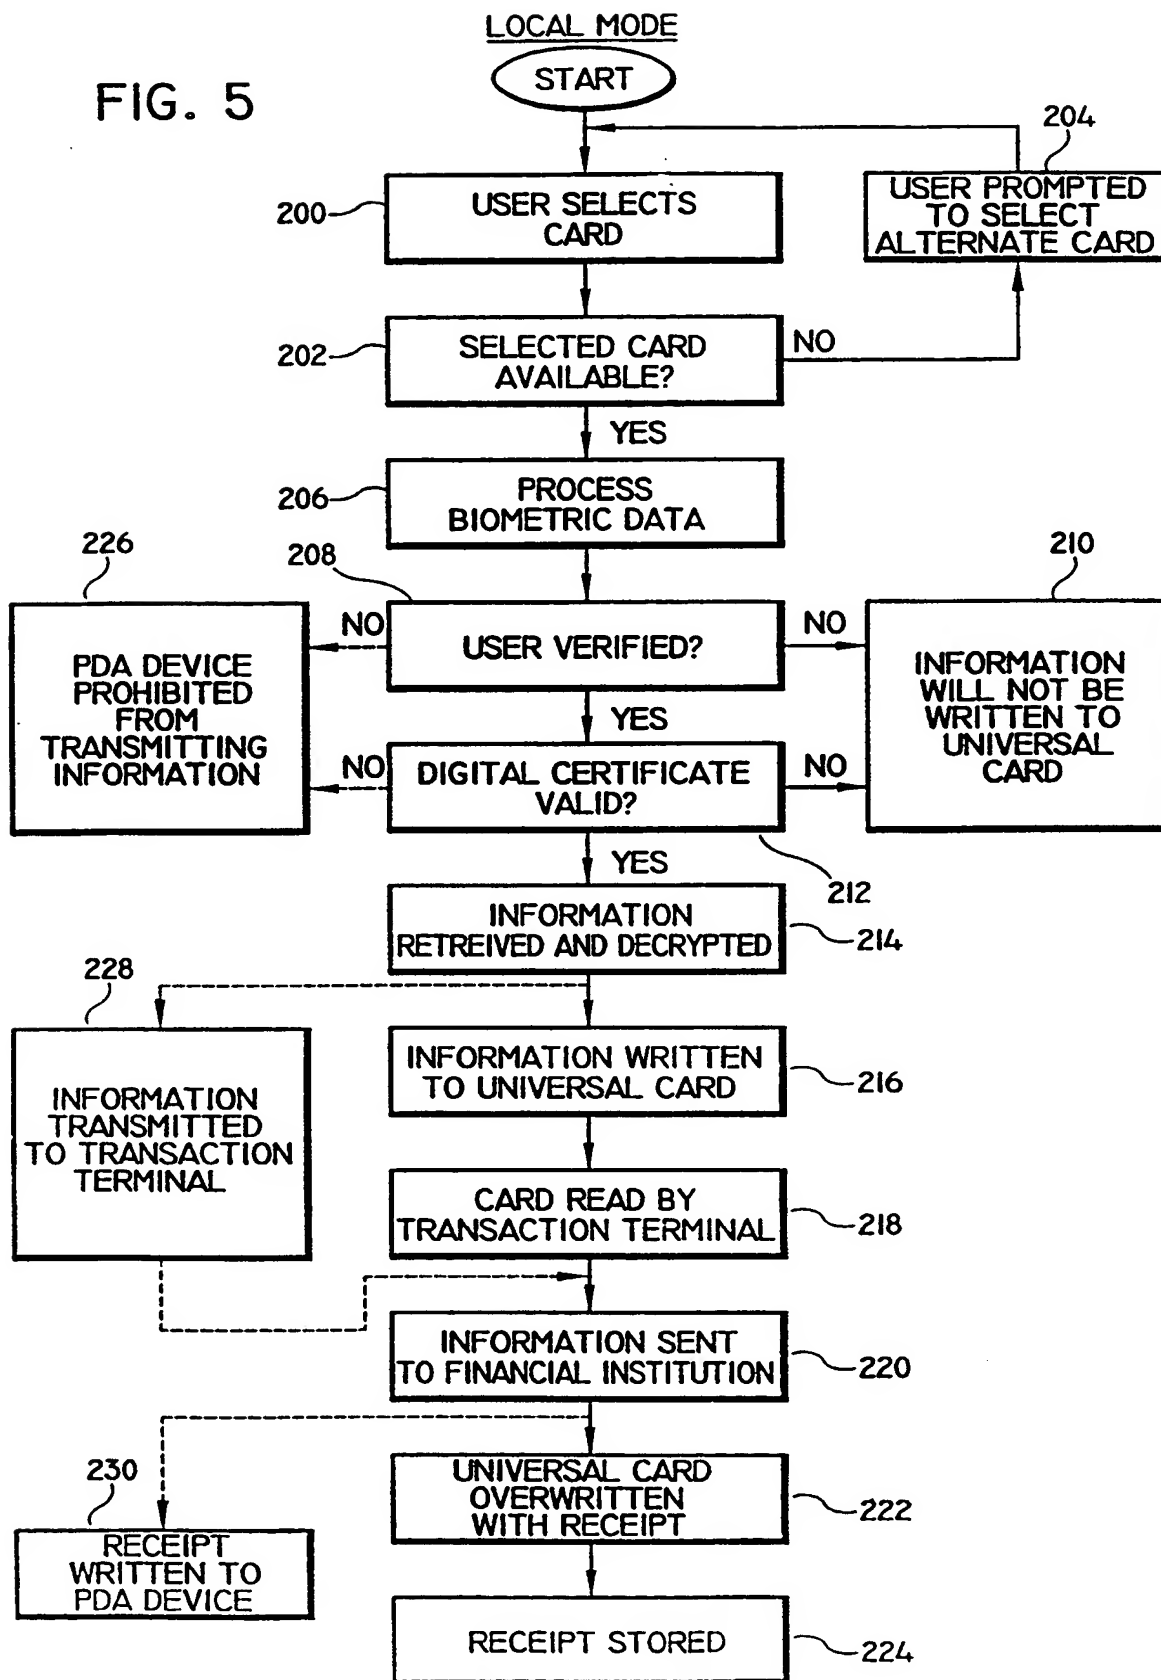 LOCAL MODE
FIG. 5
START
204
200
USER SELECTS
CARD
USER PROMPTED
TO SELECT
ALTERNATE CARD
202
SELECTED CARD
AVAILABLE?
NO
YES
206
PROCESS
BIOMETRIC DATA
226
208
210
NO
USER VERIFIED?
NO
PDA DEVICE
PROHIBITED
FROM
TRANSMITTING
INFORMATION
INFORMATION
WILL NOT BE
WRITTEN TO
UNIVERSAL
CARD
YES
NO
DIGITAL CERTIFICATE
VALID?
NO
212
YES
INFORMATION
RETREIVED AND DECRYPTED
214
228
INFORMATION
TRANSMITTED
TO TRANSACTION
TERMINAL
INFORMATION WRITTEN
TO UNIVERSAL CARD
216
CARD READ BY
TRANSACTION TERMINAL
218
INFORMATION SENT
TO FINANCIAL INSTITUTION
220
230
RECEIPT
WRITTEN TO
PDA DEVICE
UNIVERSAL CARD
OVERWRITTEN
WITH RECEIPT
222
RECEIPT STORED
224